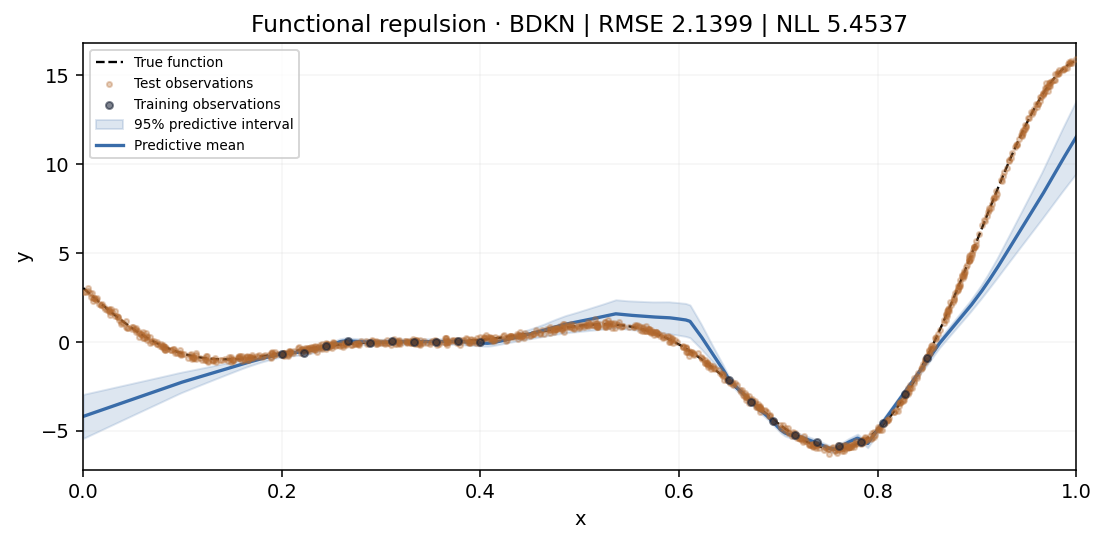 Functional repulsion · BDKN | RMSE 2.1399 | NLL 5.4537
True function
Test observations
Training observations
95% predictive interval
Predictive mean
15
10
5
0
−5
y
0.0 0.2 0.4 0.6 0.8 1.0
x